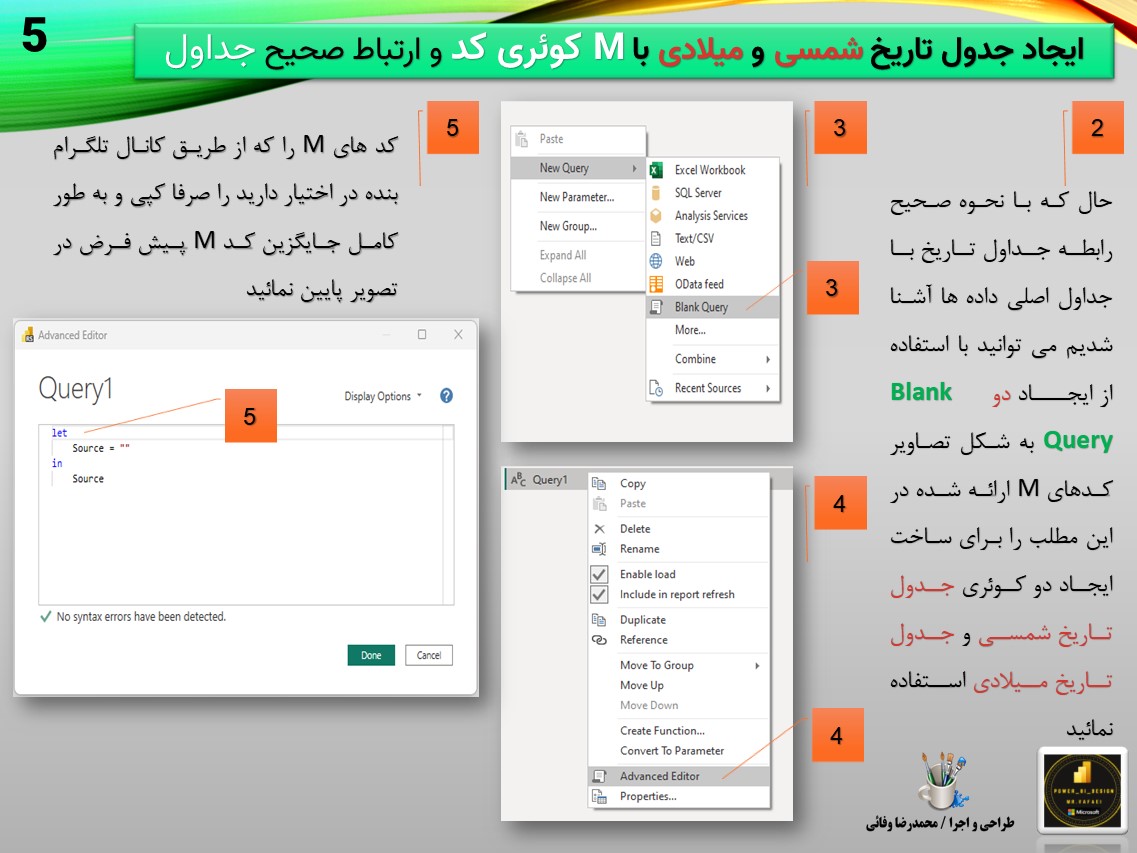 5
ایجاد جدول تاریخ شمسی و میلادی با M کوئری کد و ارتباط صحیح جداول
2
حال که با نحوه صحیح
رابطه جداول تاریخ با
جداول اصلی داده ها آشنا
شدیم می توانید با استفاده
از ایجاد دو Blank
Query به شکل تصاویر
کدهای M ارائه شده در
این مطلب را برای ساخت
ایجاد دو کوئری جدول
تاریخ شمسی و جدول
تاریخ میلادی استفاده
نمائید
3
Paste
New Query
New Parameter...
New Group...
Expand All
Collapse All
Excel Workbook
SQL Server
Analysis Services
Text/CSV
Web
OData feed
Blank Query
More...
Combine
Recent Sources
3
4
ABC Query1
Copy
Paste
Delete
Rename
Enable load
Include in report refresh
Duplicate
Reference
Move To Group
Move Up
Move Down
Create Function...
Convert To Parameter
Advanced Editor
Properties...
4
5
کد های M را که از طریق کانال تلگرام
بنده در اختیار دارید را صرفا کپی و به طور
کامل جایگزین کد M پیش فرض در
تصویر پایین نمائید
Advanced Editor
Query1
Display Options
?
5
let
Source = ""
in
Source
No syntax errors have been detected.
Done
Cancel
طراحی و اجرا / محمدرضا وفائی
POWER_BI_DESIGN
MR.VAFAEI
Microsoft